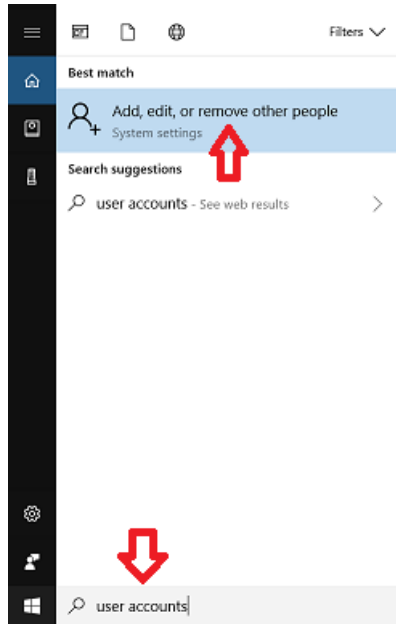 Filters
Best match
Add, edit, or remove other people
System settings
Search suggestions
user accounts - See web results
user accounts